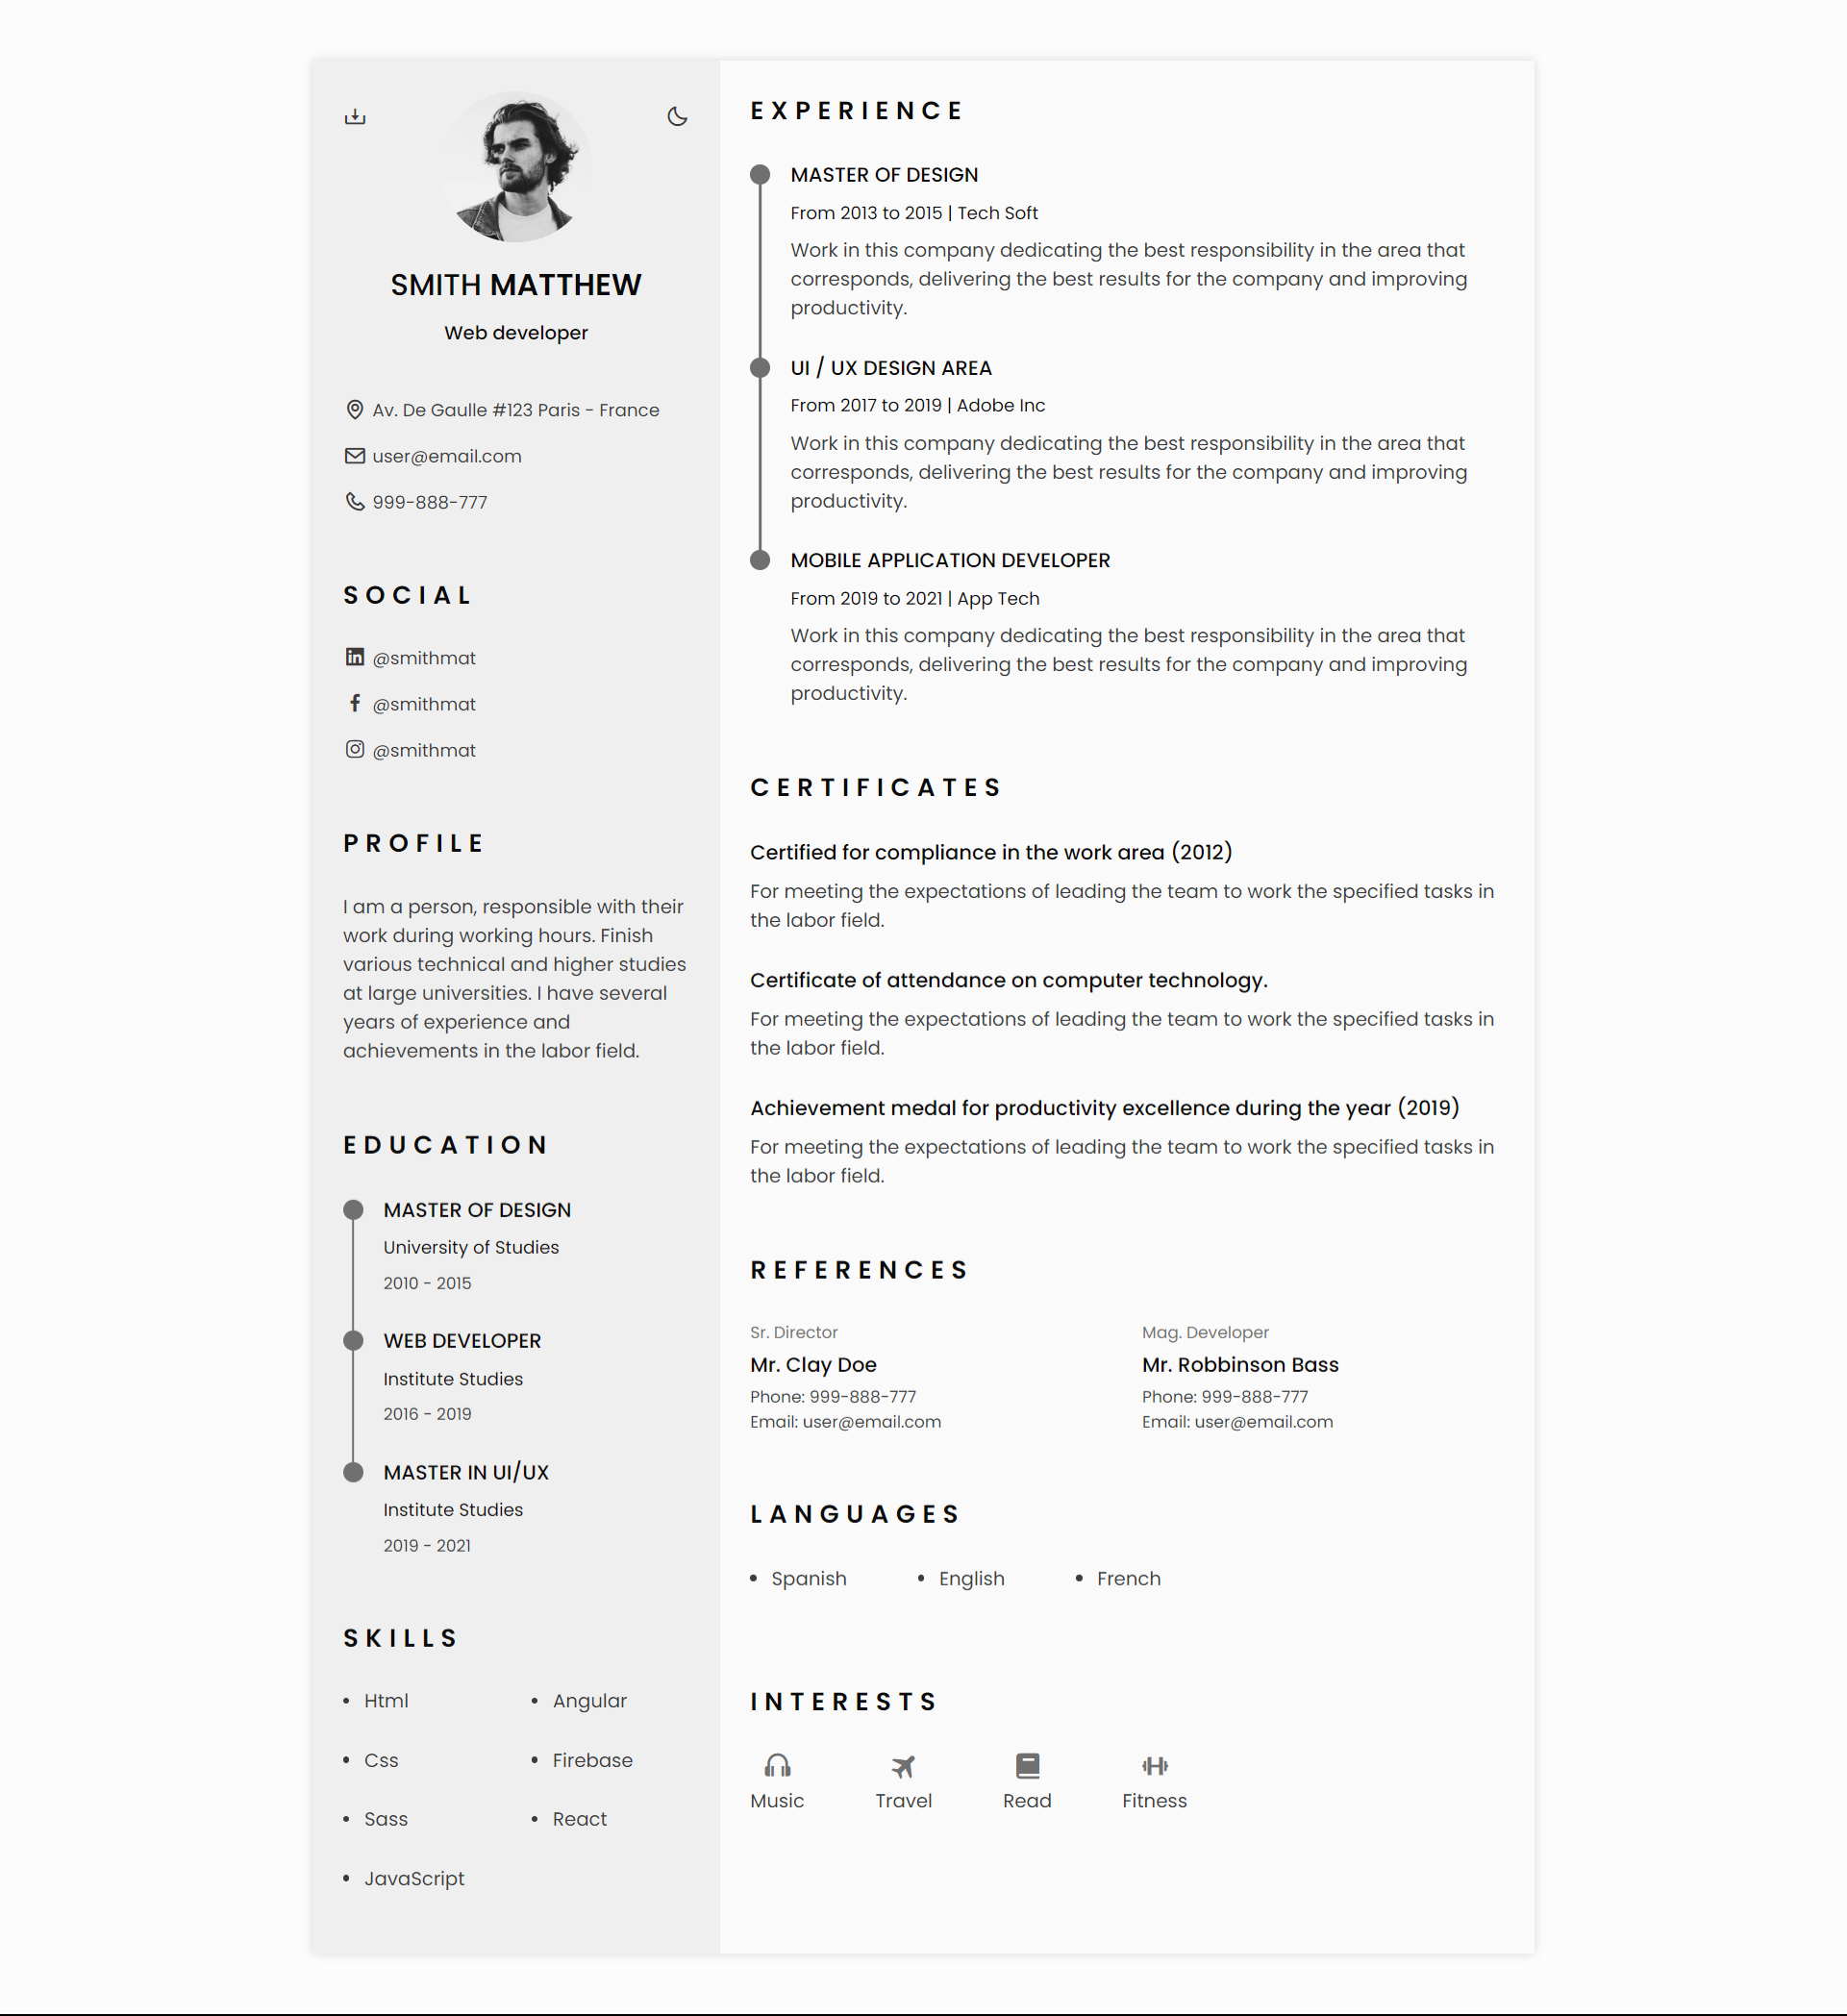 SMITH MATTHEW
Web developer
Av. De Gaulle #123 Paris - France
user@email.com
999-888-777
SOCIAL
@smithmat
@smithmat
@smithmat
PROFILE
I am a person, responsible with their
work during working hours. Finish
various technical and higher studies
at large universities. I have several
years of experience and
achievements in the labor field.
EDUCATION
MASTER OF DESIGN
University of Studies
2010 - 2015
WEB DEVELOPER
Institute Studies
2016 - 2019
MASTER IN UI/UX
Institute Studies
2019 - 2021
SKILLS
Html
Css
Sass
JavaScript
Angular
Firebase
React
EXPERIENCE
MASTER OF DESIGN
From 2013 to 2015 | Tech Soft
Work in this company dedicating the best responsibility in the area that
corresponds, delivering the best results for the company and improving
productivity.
UI / UX DESIGN AREA
From 2017 to 2019 | Adobe Inc
Work in this company dedicating the best responsibility in the area that
corresponds, delivering the best results for the company and improving
productivity.
MOBILE APPLICATION DEVELOPER
From 2019 to 2021 | App Tech
Work in this company dedicating the best responsibility in the area that
corresponds, delivering the best results for the company and improving
productivity.
CERTIFICATES
Certified for compliance in the work area (2012)
For meeting the expectations of leading the team to work the specified tasks in
the labor field.
Certificate of attendance on computer technology.
For meeting the expectations of leading the team to work the specified tasks in
the labor field.
Achievement medal for productivity excellence during the year (2019)
For meeting the expectations of leading the team to work the specified tasks in
the labor field.
REFERENCES
Sr. Director
Mr. Clay Doe
Phone: 999-888-777
Email: user@email.com
Mag. Developer
Mr. Robbinson Bass
Phone: 999-888-777
Email: user@email.com
LANGUAGES
Spanish
English
French
INTERESTS
Music
Travel
Read
Fitness